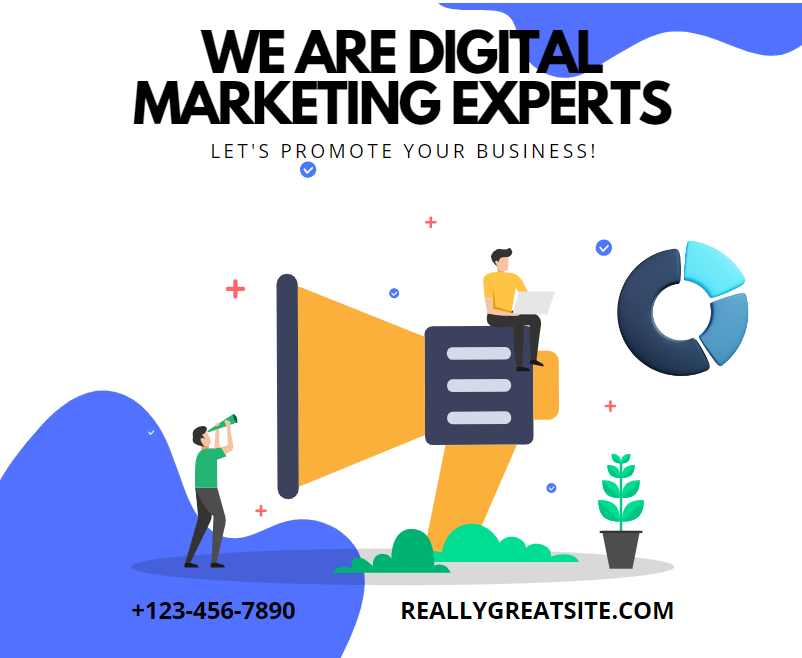 WE ARE DIGITAL
MARKETING EXPERTS
LET'S PROMOTE YOUR BUSINESS!
+123-456-7890
REALLYGREATSITE.COM